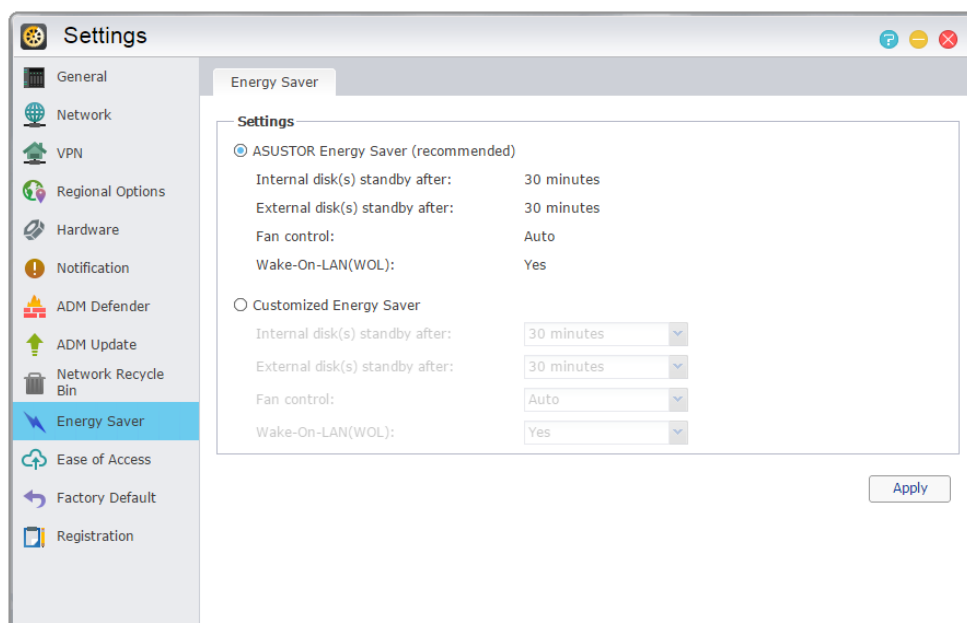 Settings
General
Network
VPN
Regional Options
Hardware
Notification
ADM Defender
ADM Update
Network Recycle
Bin
Energy Saver
Ease of Access
Factory Default
Registration
Energy Saver
Settings
ASUSTOR Energy Saver (recommended)
Internal disk(s) standby after: 30 minutes
External disk(s) standby after: 30 minutes
Fan control: Auto
Wake-On-LAN(WOL): Yes
Customized Energy Saver
Internal disk(s) standby after: 30 minutes
External disk(s) standby after: 30 minutes
Fan control: Auto
Wake-On-LAN(WOL): Yes
Apply